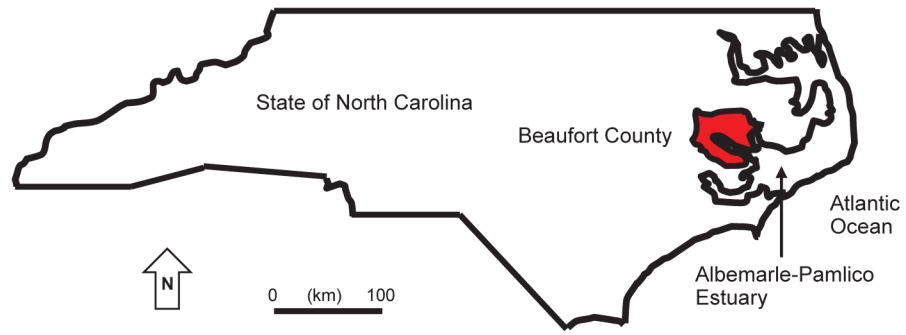 State of North Carolina
Beaufort County
Atlantic
Ocean
Albemarle-Pamlico
Estuary
N
0 (km) 100